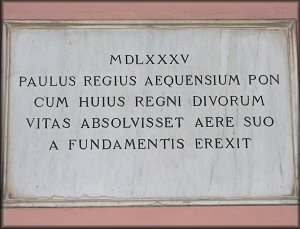 MDLXXXV
PAULUS REGIUS AEQUENSIUM PON
CUM HUIUS REGNI DIVORUM
VITAS ABSOLVISSET AERE SUO
A FUNDAMENTIS EREXIT